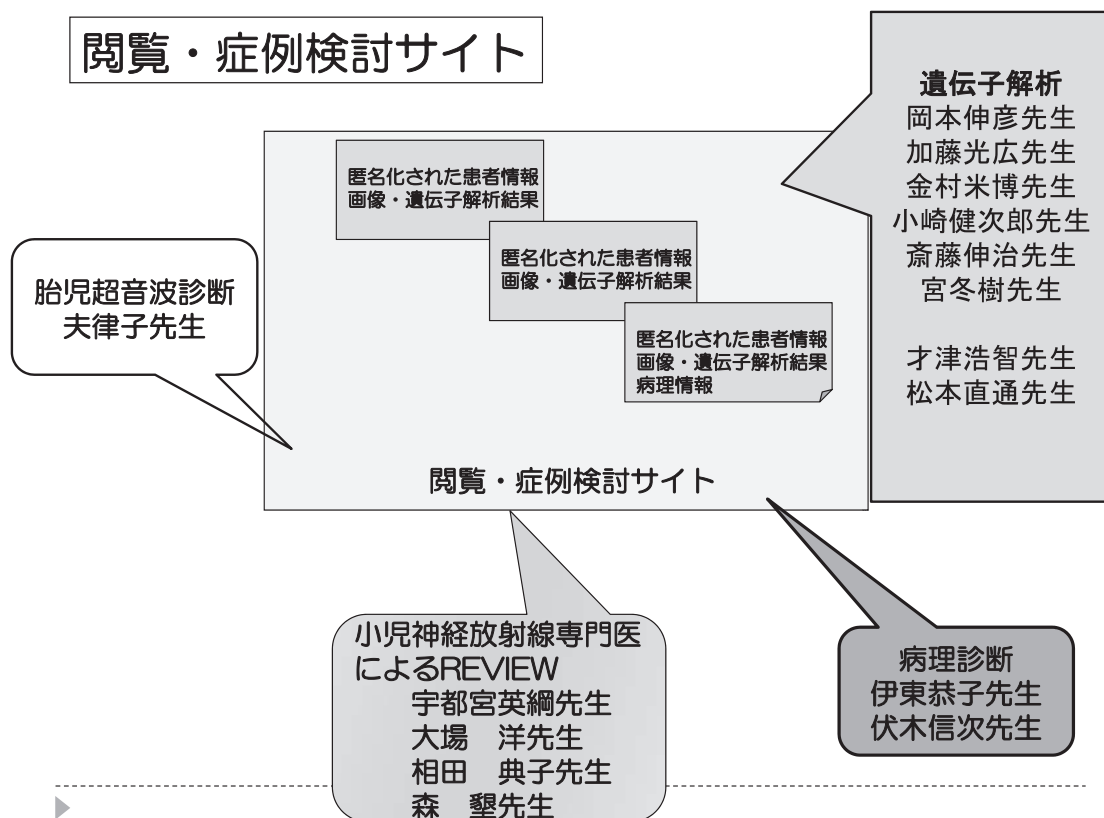 閲覧・症例検討サイト
遺伝子解析
岡本伸彦先生
加藤光広先生
金村米博先生
小崎健次郎先生
斎藤伸治先生
宮冬樹先生
才津浩智先生
松本直通先生
匿名化された患者情報
画像・遺伝子解析結果
匿名化された患者情報
画像・遺伝子解析結果
匿名化された患者情報
画像・遺伝子解析結果
病理情報
胎児超音波診断
夫律子先生
閲覧・症例検討サイト
小児神経放射線専門医
によるREVIEW
宇都宮英綱先生
大場　洋先生
相田　典子先生
森　墾先生
病理診断
伊東恭子先生
伏木信次先生